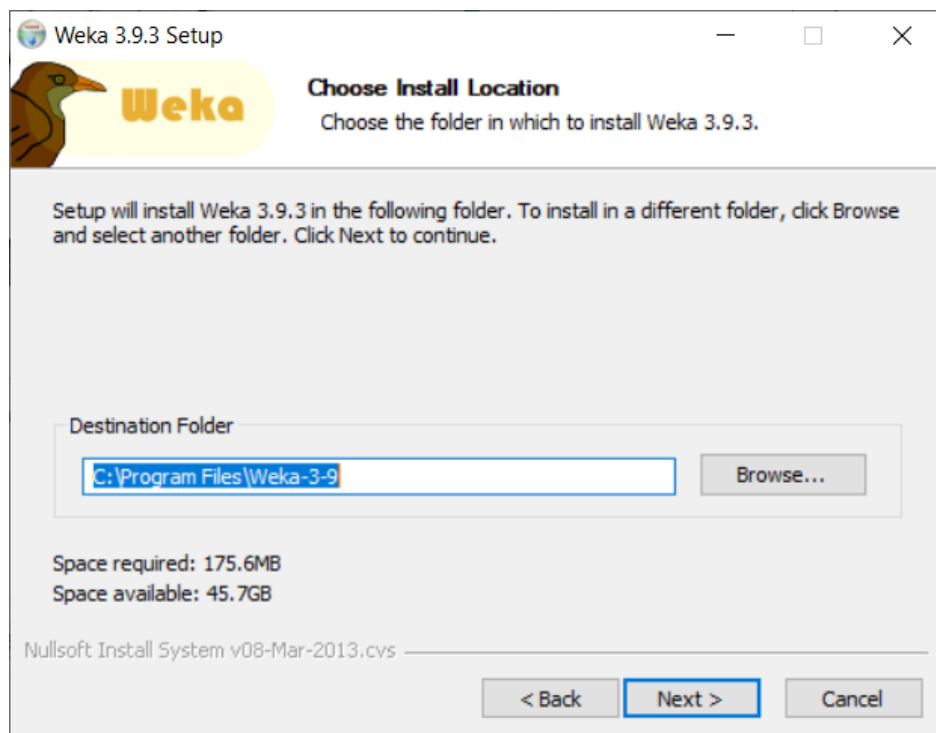 Weka 3.9.3 Setup
Weka
Choose Install Location
Choose the folder in which to install Weka 3.9.3.
Setup will install Weka 3.9.3 in the following folder. To install in a different folder, click Browse
and select another folder. Click Next to continue.
Destination Folder
C:\Program Files\Weka-3-9
Browse...
Space required: 175.6MB
Space available: 45.7GB
Nullsoft Install System v08-Mar-2013.cvs
< Back
Next >
Cancel